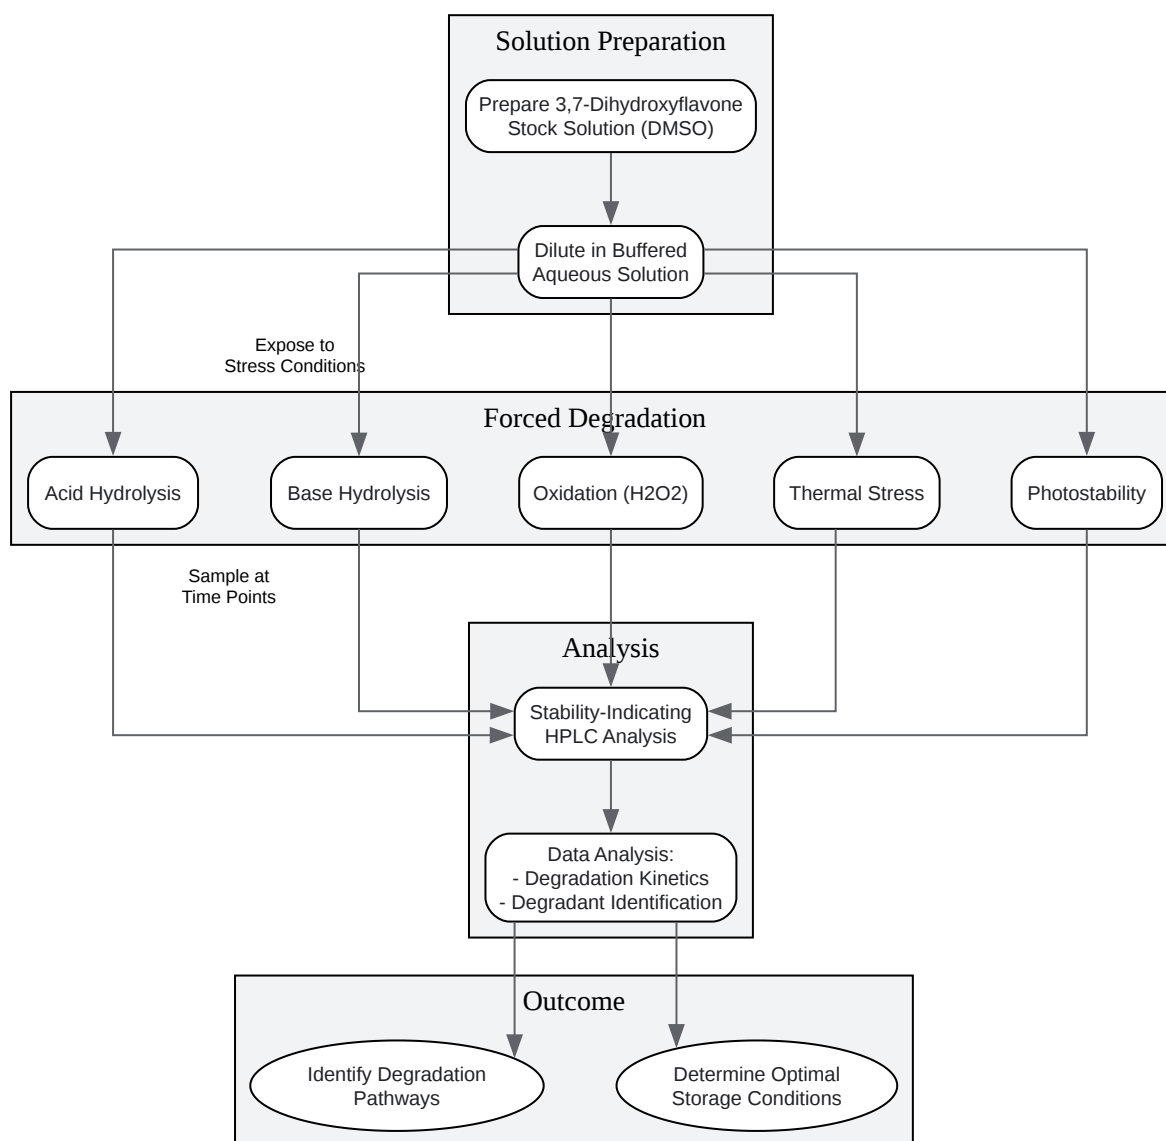 Solution Preparation
Prepare 3,7-Dihydroxyflavone
Stock Solution (DMSO)
Dilute in Buffered
Aqueous Solution
Expose to
Stress Conditions
Forced Degradation
Acid Hydrolysis
Base Hydrolysis
Oxidation (H2O2)
Thermal Stress
Photostability
Sample at
Time Points
Analysis
Stability-Indicating
HPLC Analysis
Data Analysis:
- Degradation Kinetics
- Degradant Identification
Outcome
Identify Degradation
Pathways
Determine Optimal
Storage Conditions